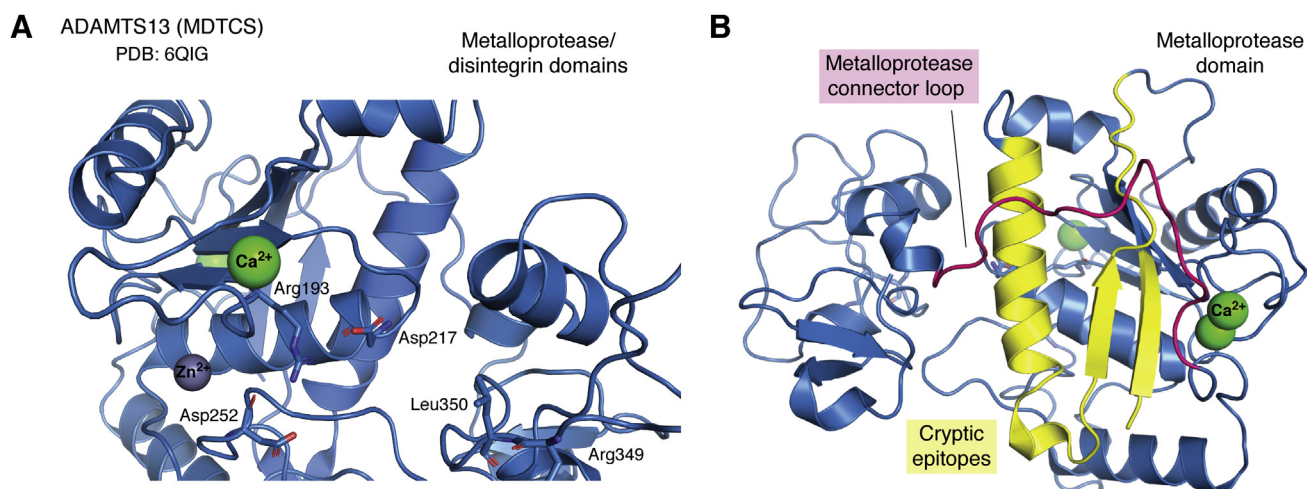 A
ADAMTS13 (MDTCS)
PDB: 6QIG
Metalloprotease/
disintegrin domains
Ca²⁺
Arg193
Asp217
Zn²⁺
Asp252
Leu350
Arg349
B
Metalloprotease
connector loop
Metalloprotease
domain
Ca²⁺
Cryptic
epitopes